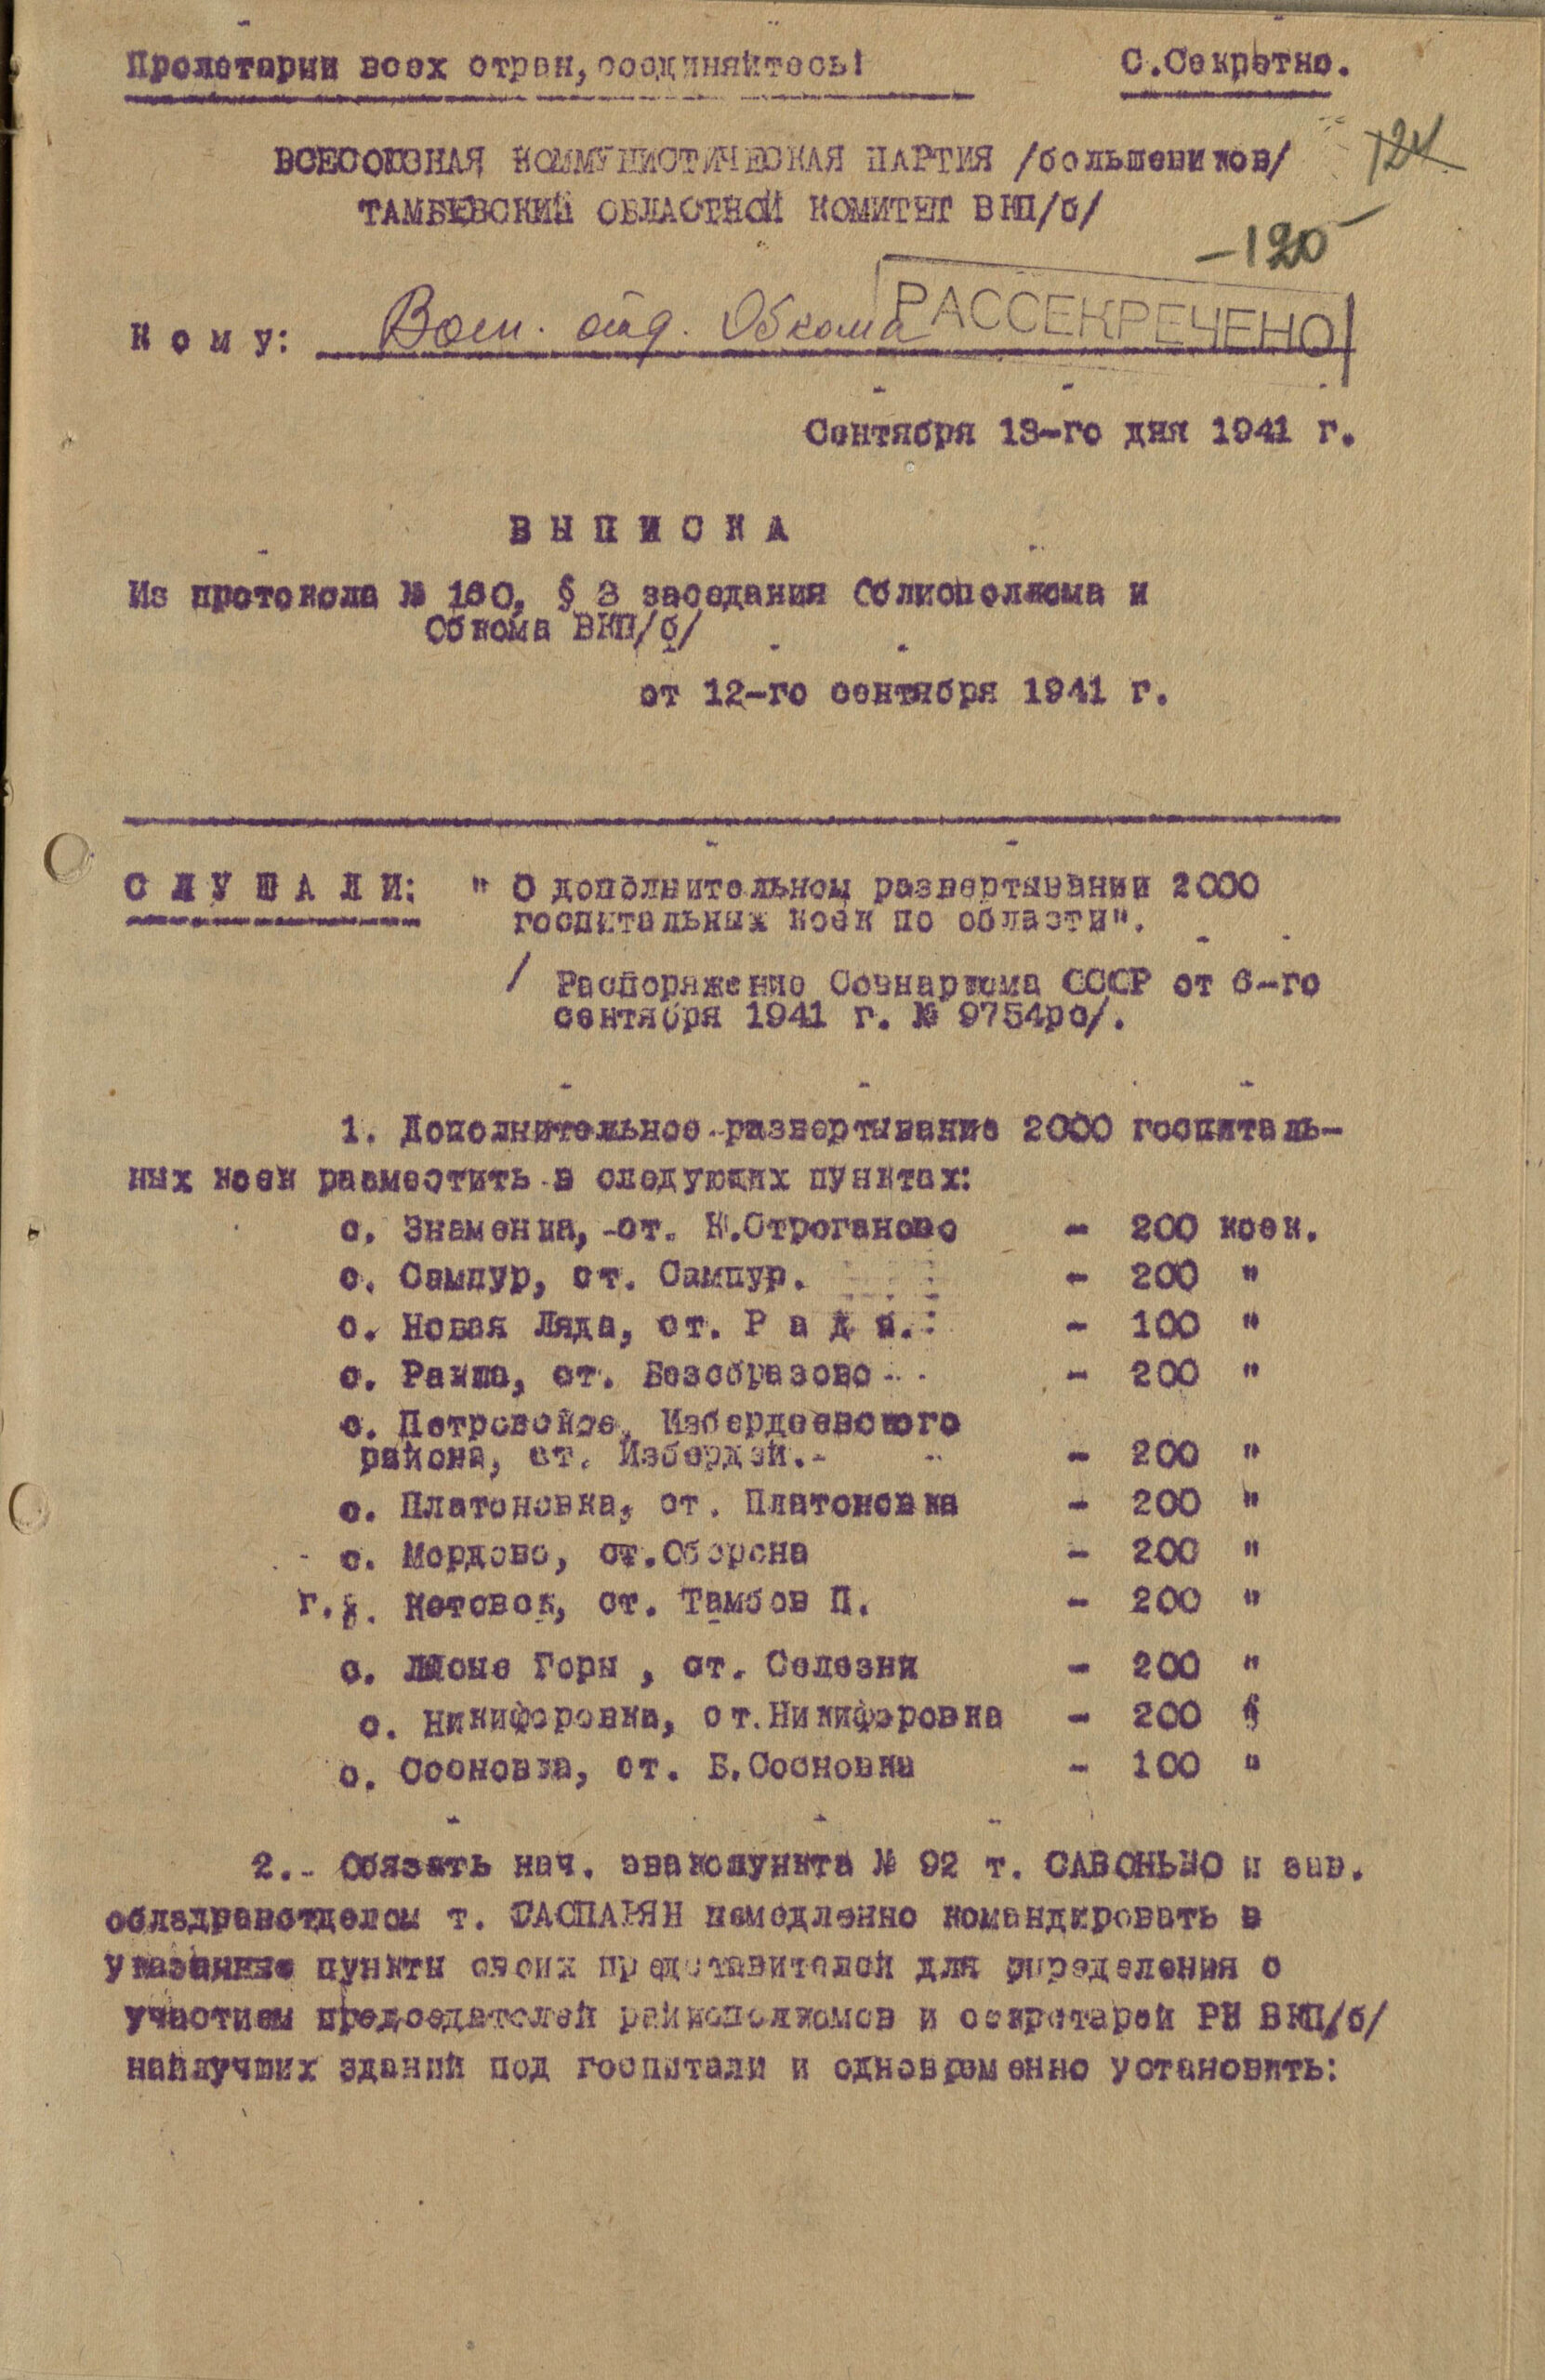 Пролетарии всех стран, соединяйтесь!
С.Секретно.
ВСЕСОЮЗНАЯ КОММУНИСТИЧЕСКАЯ ПАРТИЯ /большевиков/
124
ТАМБОВСКИЙ ОБЛАСТНОЙ КОМИТЕТ ВКП/б/
-120
К о м у: Воен. отд. Обкома
РАССЕКРЕЧЕНО
Сентября 13-го дня 1941 г.
В Ы П И С К А
Из протокола № 160, § 3 заседания Облисполкома и
Обкома ВКП/б/
от 12-го сентября 1941 г.
С Л У Ш А Л И: " О дополнительном развертывании 2000
госпитальных коек по области".
/ Распоряжение Совнаркома СССР от 6-го
сентября 1941 г. № 9754рс/.
1. Дополнительное развертывание 2000 госпиталь-
ных коек разместить в следующих пунктах:
с. Знаменка, ст. К.Строганово - 200 коек.
с. Сампур, ст. Сампур. - 200 "
с. Новая Ляда, ст. Р а д а. - 100 "
с. Ракша, ст. Безобразово - 200 "
с. Петровское, Избердеевского
района, ст. Избердей. - 200 "
с. Платоновка, ст. Платоновка - 200 "
с. Мордово, ст.Оборона - 200 "
г. Котовск, ст. Тамбов П. - 200 "
с. Лысые Горы , ст. Селезни - 200 "
с. Никифоровка, ст.Никифоровка - 200 "
с. Сосновка, ст. Б.Сосновка - 100 "
2. Обязать нач. эвакопункта № 92 т. САВОНЬКО и зав.
облздравотделом т. ГАСПАРЯН немедленно командировать в
указанные пункты своих представителей для определения с
участием председателей райисполкомов и секретарей РК ВКП/б/
наилучших зданий под госпитали и одновременно установить: